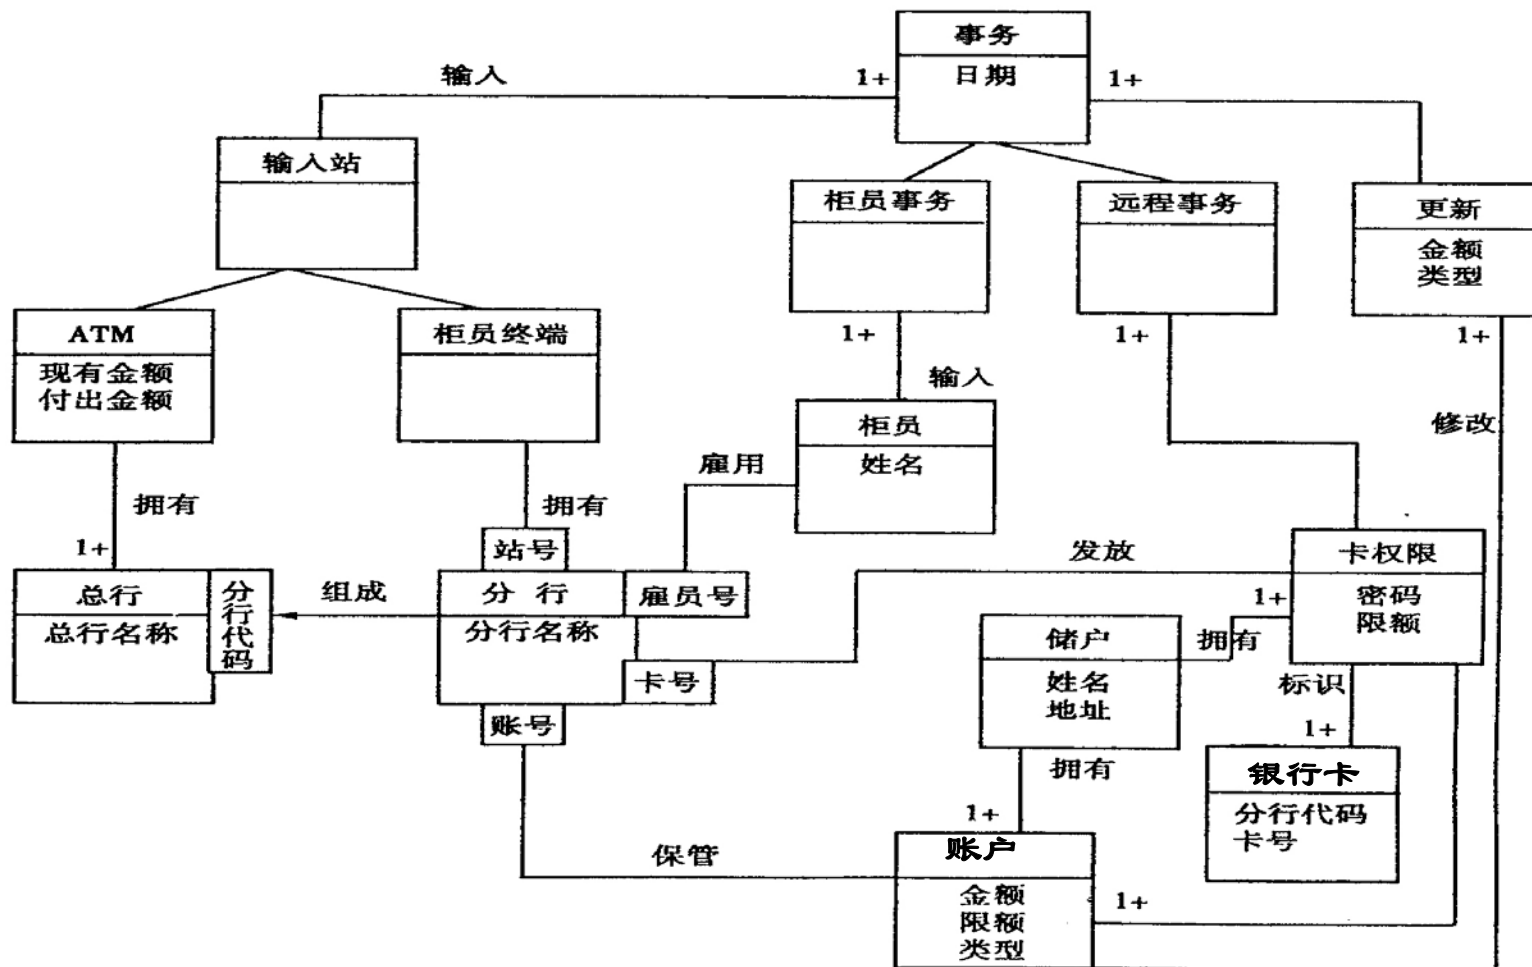 事务
日期
输入
1+
1+
输入站
柜员事务
远程事务
更新
金额
类型
ATM
现有金额
付出金额
柜员终端
1+
1+
1+
输入
柜员
姓名
修改
雇用
拥有
拥有
1+
站号
发放
卡权限
密码
限额
总行
总行名称
分行代码
组成
分行
分行名称
雇员号
卡号
账号
1+
储户
姓名
地址
拥有
标识
1+
拥有
银行卡
分行代码
卡号
1+
保管
账户
金额
限额
类型
1+